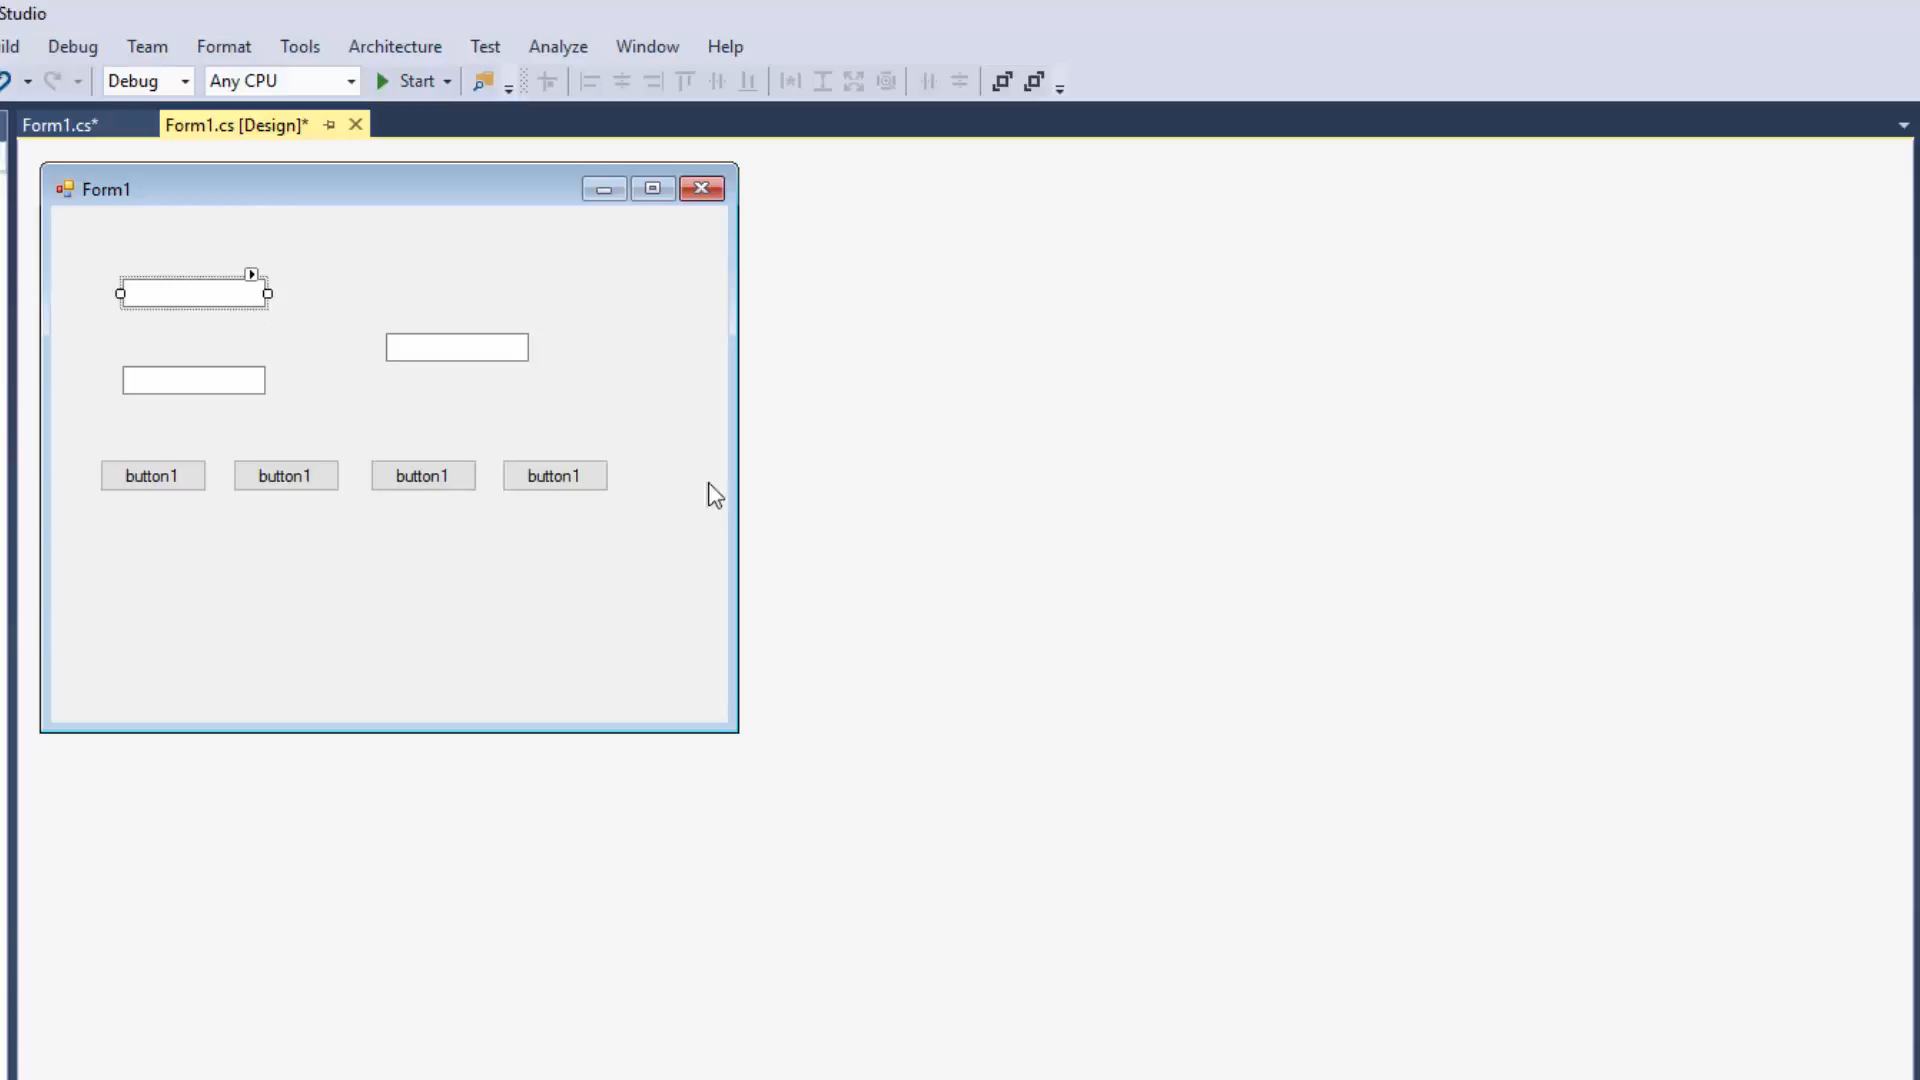 Studio
ild Debug Team Format Tools Architecture Test Analyze Window Help
Debug Any CPU Start
Form1.cs* Form1.cs [Design]*
Form1
button1 button1 button1 button1